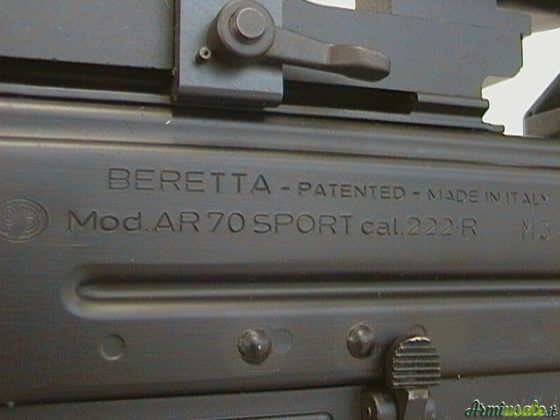 BERETTA - PATENTED - MADE IN ITALY
Mod. AR 70 SPORT cal. 222·R M3